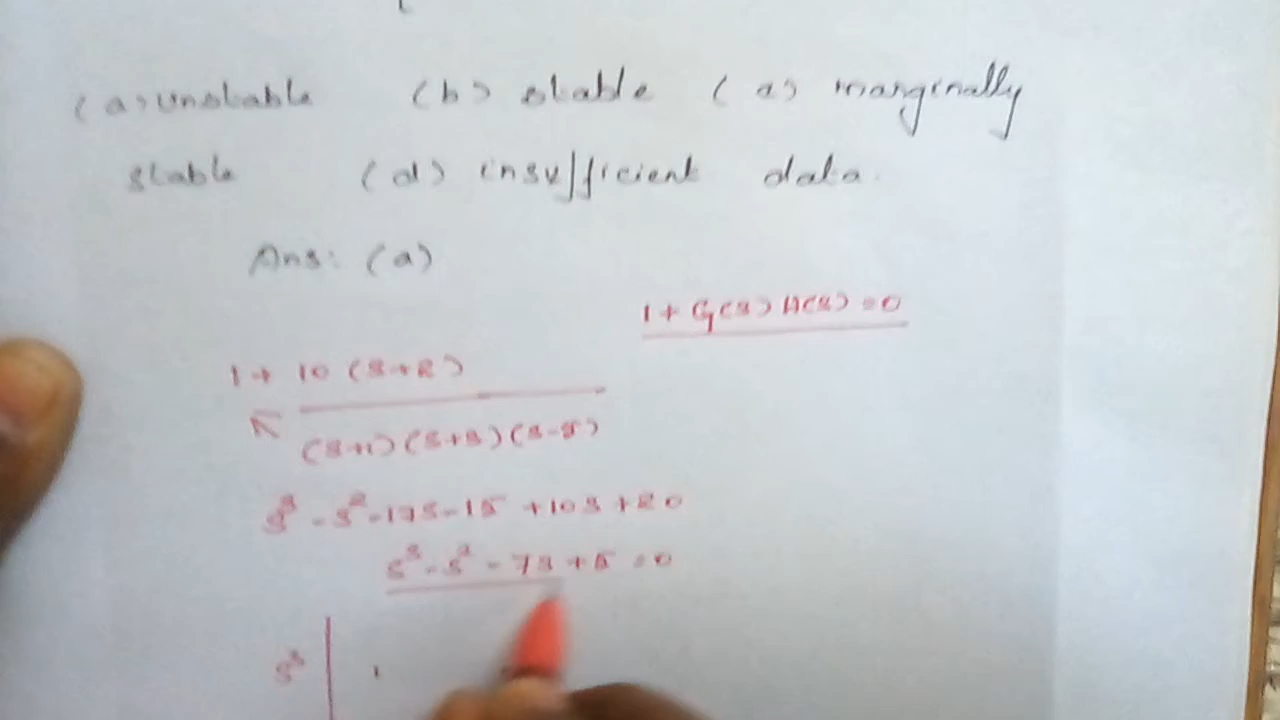 (a) unstable (b) stable (a) marginally
stable (d) insufficient data.
Ans: (a)
1 + G(s) H(s) = 0
1 + 10 (s+2)
(s+1) (s+3) (s-5)
s³ - s² - 17s - 15 + 10s + 20
s³ - s² - 7s + 5 = 0
s³ | 1